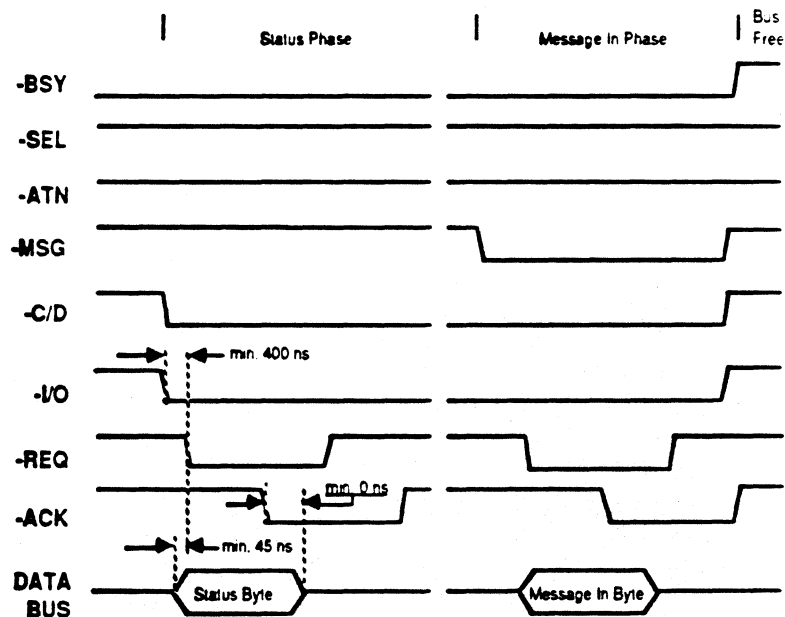 Status Phase
Message In Phase
Bus
Free
-BSY
-SEL
-ATN
-MSG
-C/D
min. 400 ns
-I/O
-REQ
min. 0 ns
-ACK
min. 45 ns
DATA
BUS
Status Byte
Message In Byte